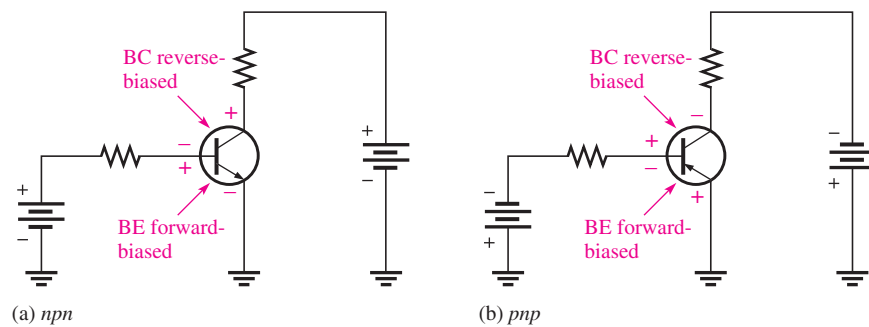 BC reverse-
biased
+
−
+
−
+
−
+
−
BE forward-
biased
(a) npn
BC reverse-
biased
−
+
−
+
−
+
−
+
BE forward-
biased
(b) pnp